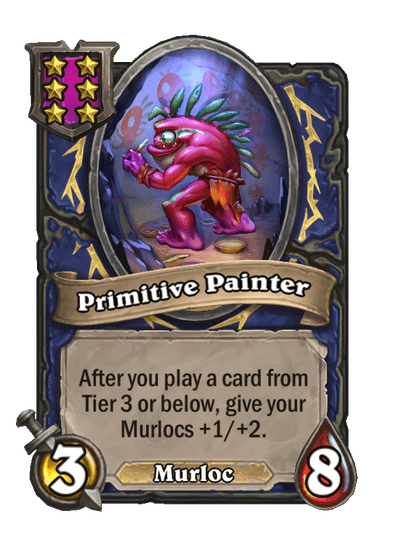 Primitive Painter
After you play a card from
Tier 3 or below, give your
Murlocs +1/+2.
3
Murloc
8